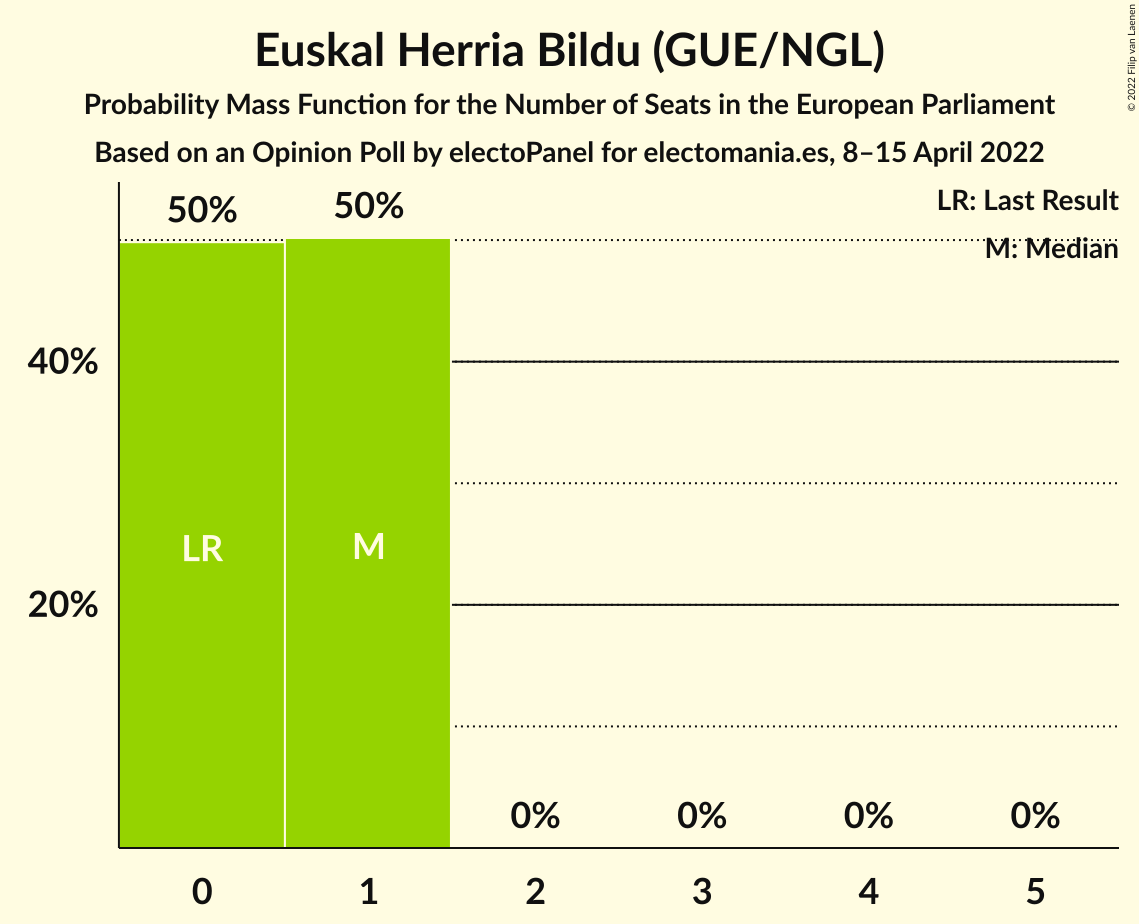 Euskal Herria Bildu (GUE/NGL)
Probability Mass Function for the Number of Seats in the European Parliament
Based on an Opinion Poll by electoPanel for electomania.es, 8–15 April 2022
© 2022 Filip van Laenen
LR: Last Result
M: Median
50%
50%
40%
20%
LR
M
0%
0%
0%
0%
0
1
2
3
4
5